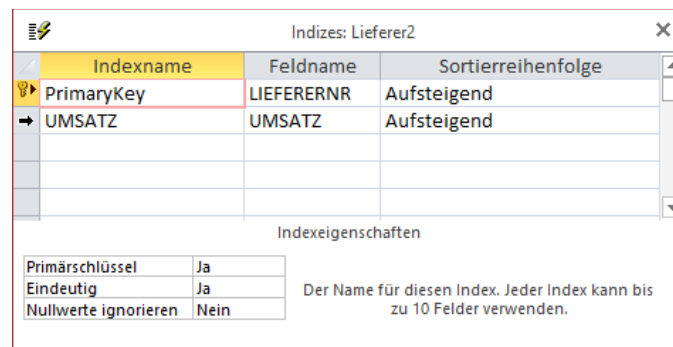 Indizes: Lieferer2
Indexname Feldname Sortierreihenfolge
PrimaryKey LIEFERERNR Aufsteigend
UMSATZ UMSATZ Aufsteigend
Indexeigenschaften
Primärschlüssel Ja
Eindeutig Ja
Nullwerte ignorieren Nein
Der Name für diesen Index. Jeder Index kann bis
zu 10 Felder verwenden.